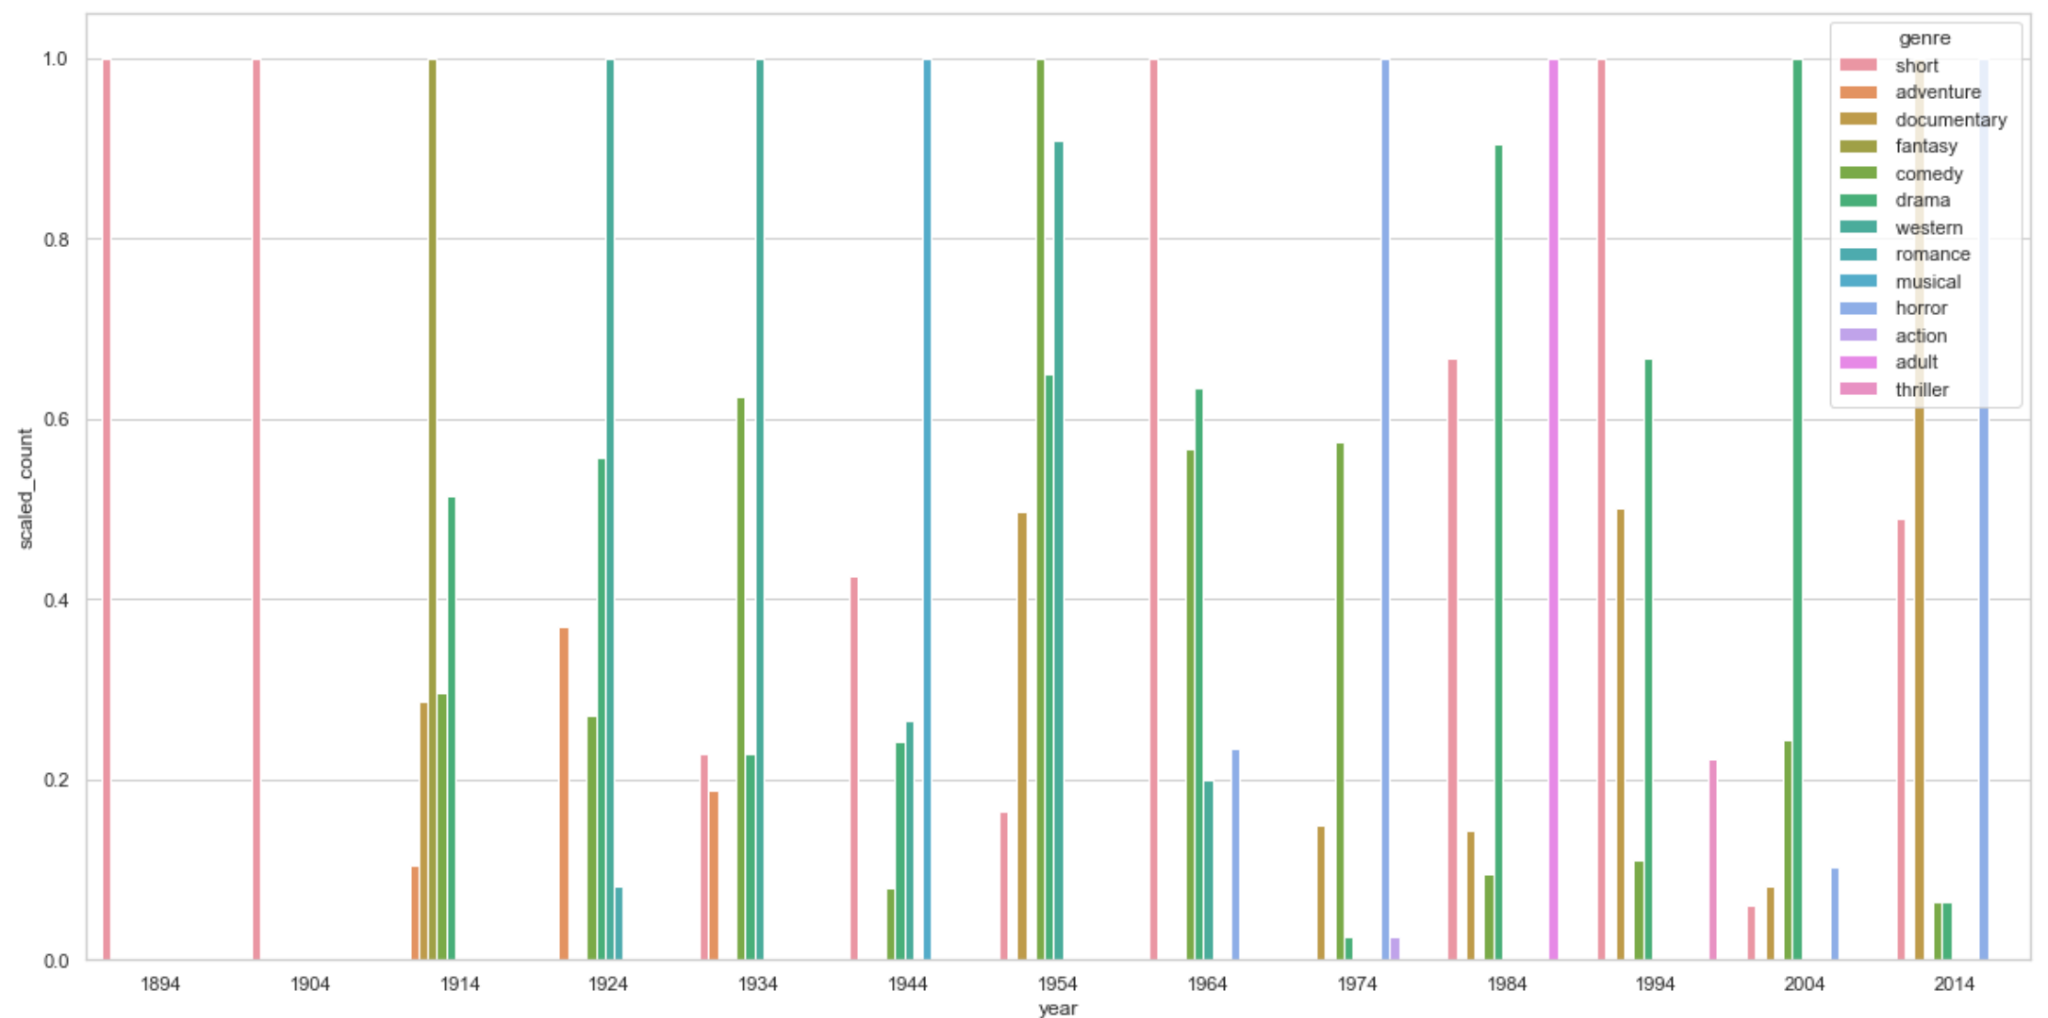 scaled_count
1.0
0.8
0.6
0.4
0.2
0.0
genre
short
adventure
documentary
fantasy
comedy
drama
western
romance
musical
horror
action
adult
thriller
1894 1904 1914 1924 1934 1944 1954 1964 1974 1984 1994 2004 2014
year